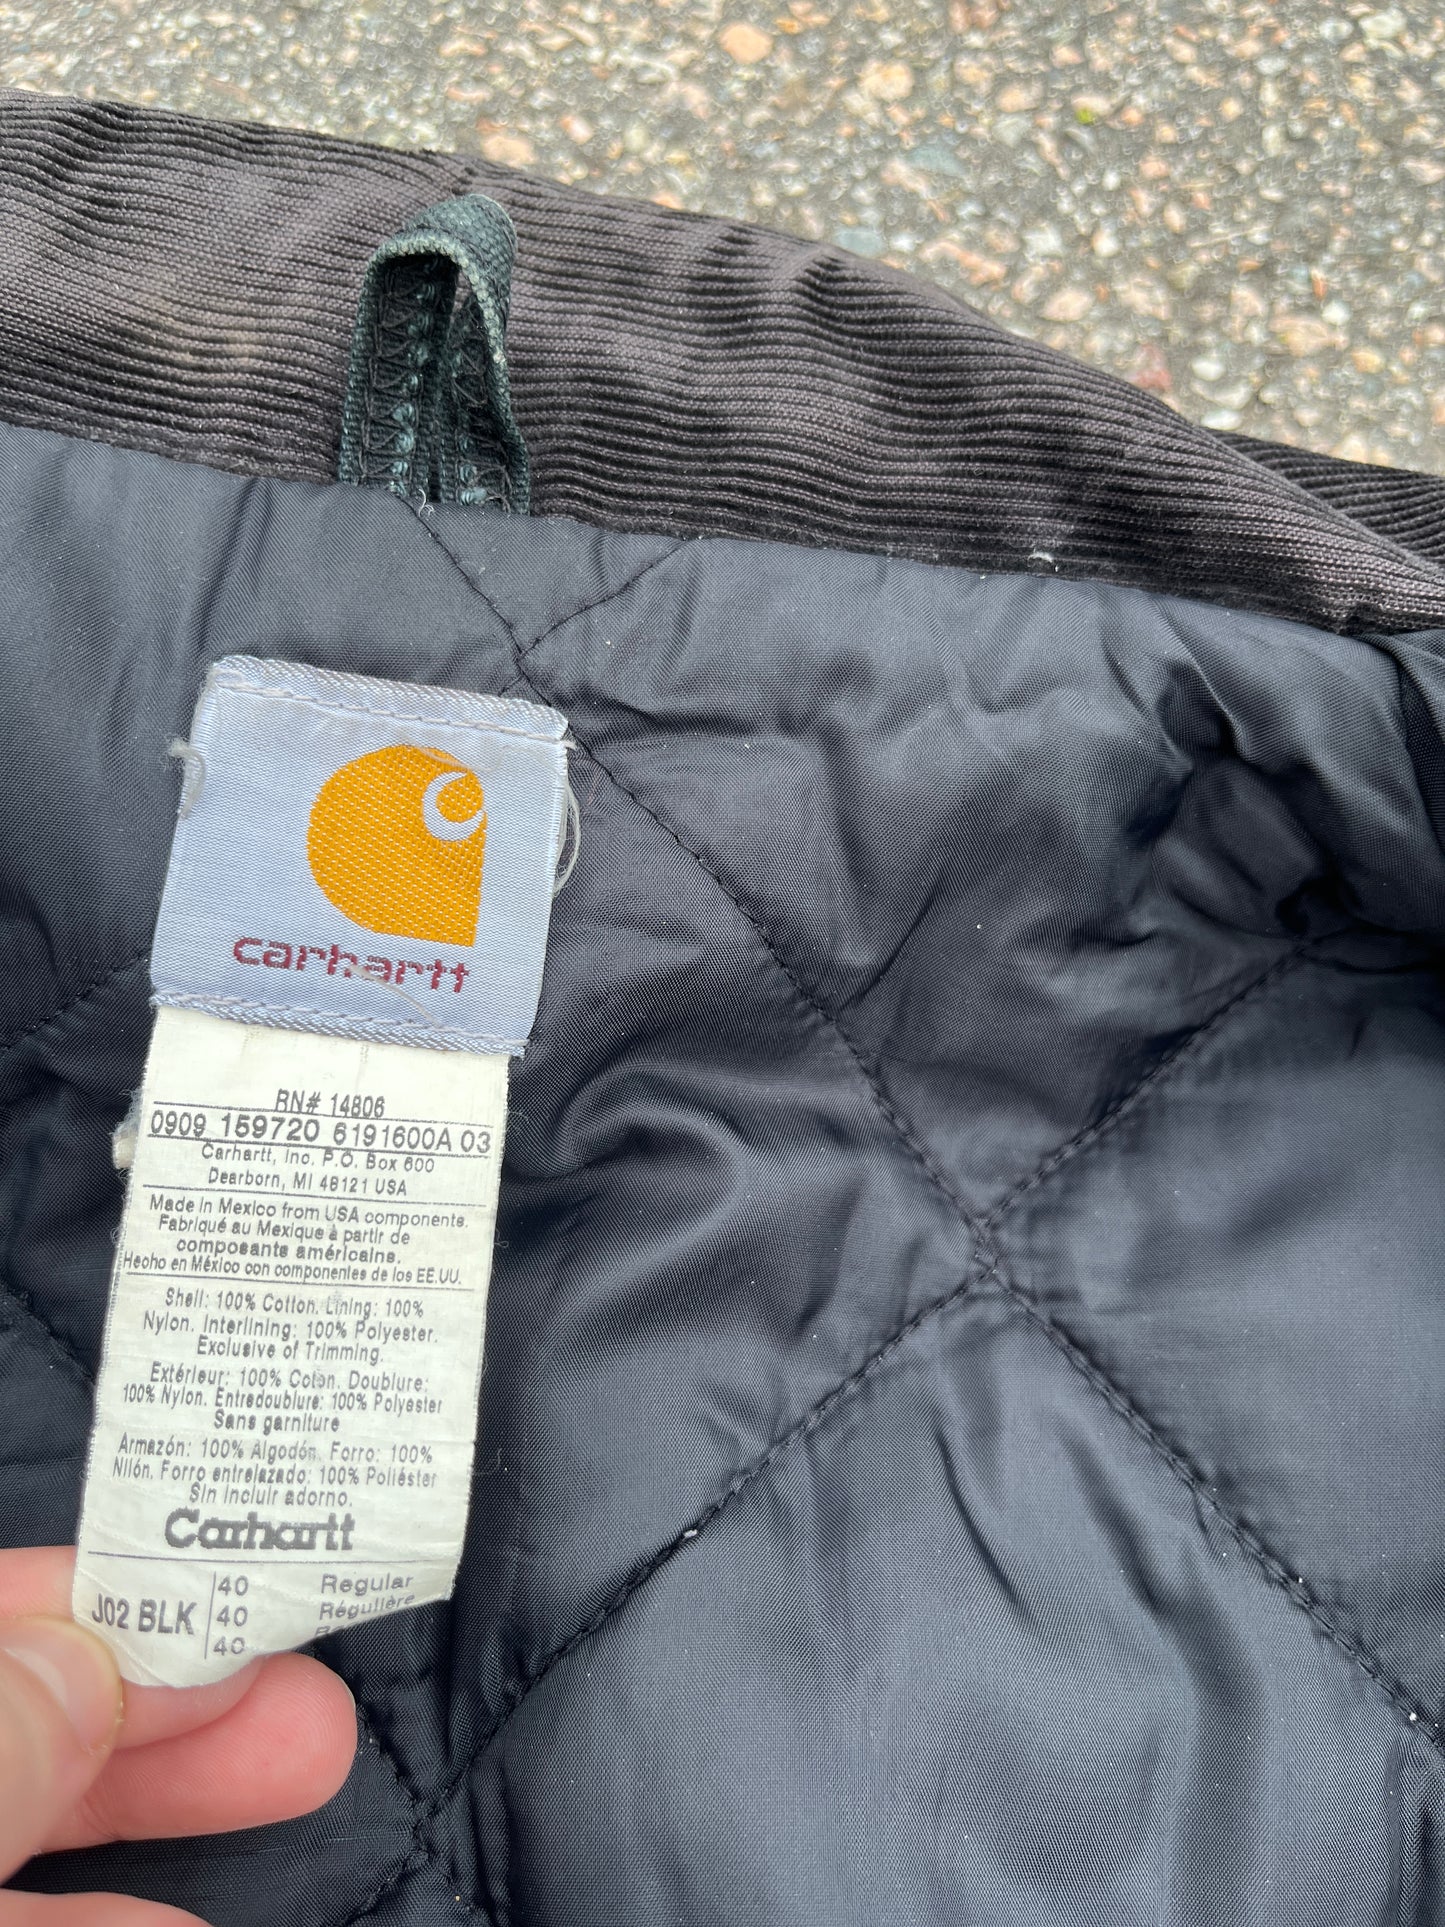 carhartt
RN# 14806
0909 159720 6191600A 03
Carhartt, Inc. P.O. Box 600
Dearborn, MI 48121 USA
Made in Mexico from USA components.
Fabriqué au Mexique à partir de
composants américains.
Hecho en México con componentes de los EE.UU.
Shell: 100% Cotton. Lining: 100%
Nylon. Interlining: 100% Polyester.
Exclusive of Trimming.
Extérieur: 100% Coton. Doublure:
100% Nylon. Entredoublure: 100% Polyester
Sans garniture
Armazón: 100% Algodón. Forro: 100%
Nilón. Forro entrelazado: 100% Poliéster
Sin incluir adorno.
Carhartt
J02 BLK
40 Regular
40 Régulière
40